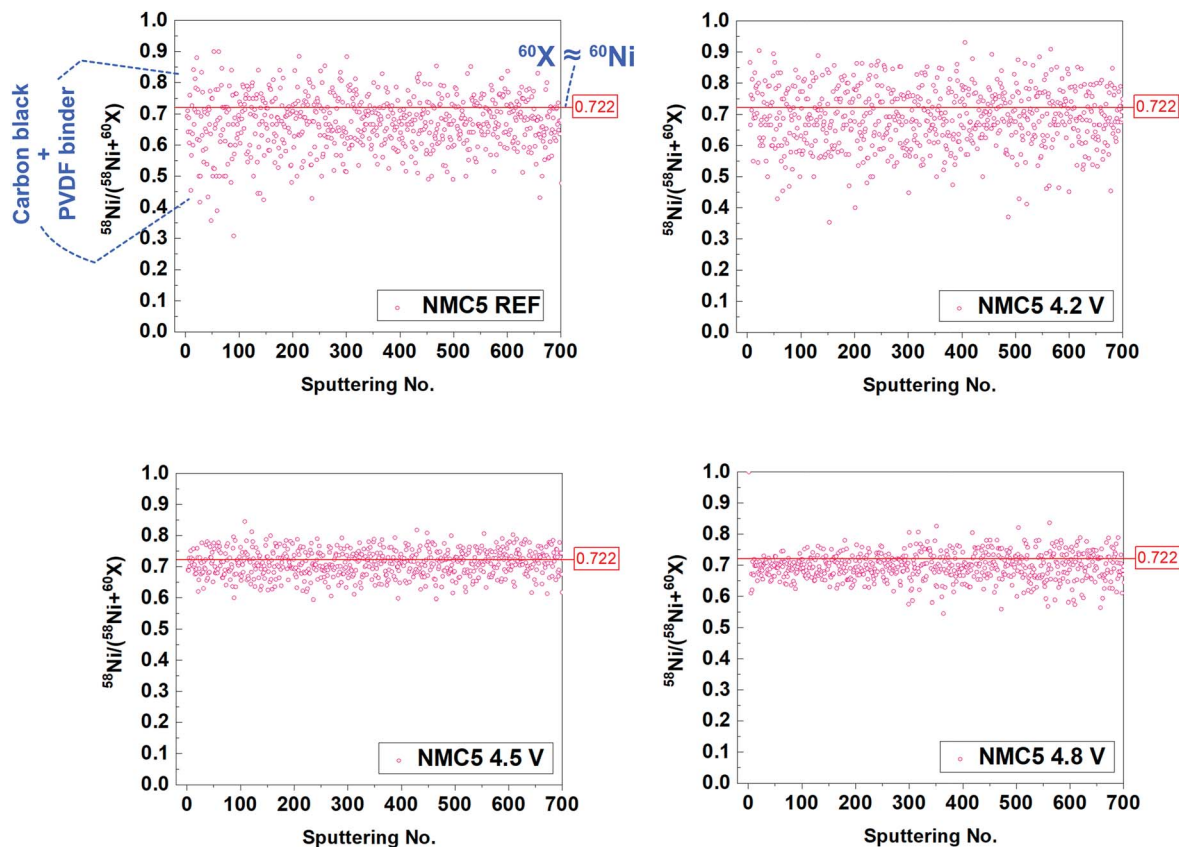 1.0
0.9
0.8
0.7
0.6
0.5
0.4
0.3
0.2
0.1
0.0
⁵⁸Ni/(⁵⁸Ni+⁶⁰X)
Carbon black
+
PVDF binder
⁶⁰X ≈ ⁶⁰Ni
0.722
NMC5 REF
0 100 200 300 400 500 600 700
Sputtering No.
1.0
0.9
0.8
0.7
0.6
0.5
0.4
0.3
0.2
0.1
0.0
⁵⁸Ni/(⁵⁸Ni+⁶⁰X)
0.722
NMC5 4.2 V
0 100 200 300 400 500 600 700
Sputtering No.
1.0
0.9
0.8
0.7
0.6
0.5
0.4
0.3
0.2
0.1
0.0
⁵⁸Ni/(⁵⁸Ni+⁶⁰X)
0.722
NMC5 4.5 V
0 100 200 300 400 500 600 700
Sputtering No.
1.0
0.9
0.8
0.7
0.6
0.5
0.4
0.3
0.2
0.1
0.0
⁵⁸Ni/(⁵⁸Ni+⁶⁰X)
0.722
NMC5 4.8 V
0 100 200 300 400 500 600 700
Sputtering No.